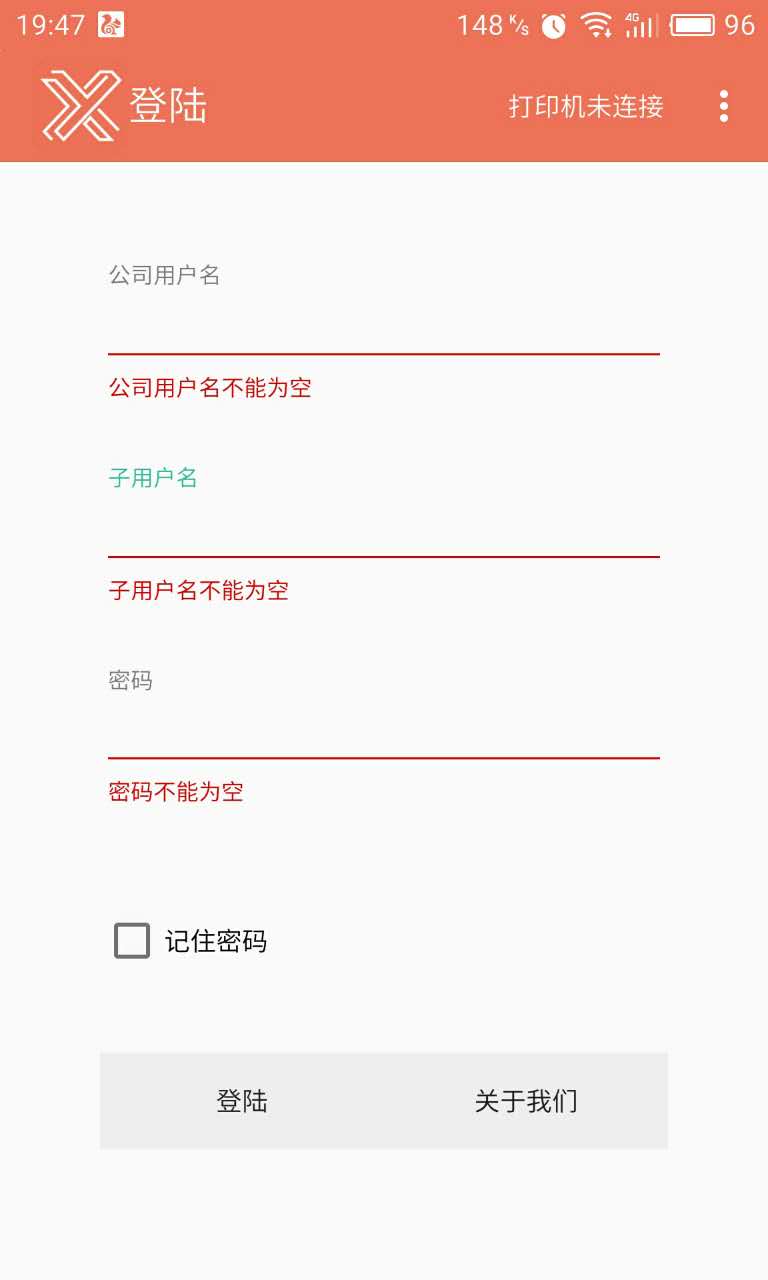 19:47 148 K/s 4G 96
登陆 打印机未连接
公司用户名
公司用户名不能为空
子用户名
子用户名不能为空
密码
密码不能为空
记住密码
登陆 关于我们